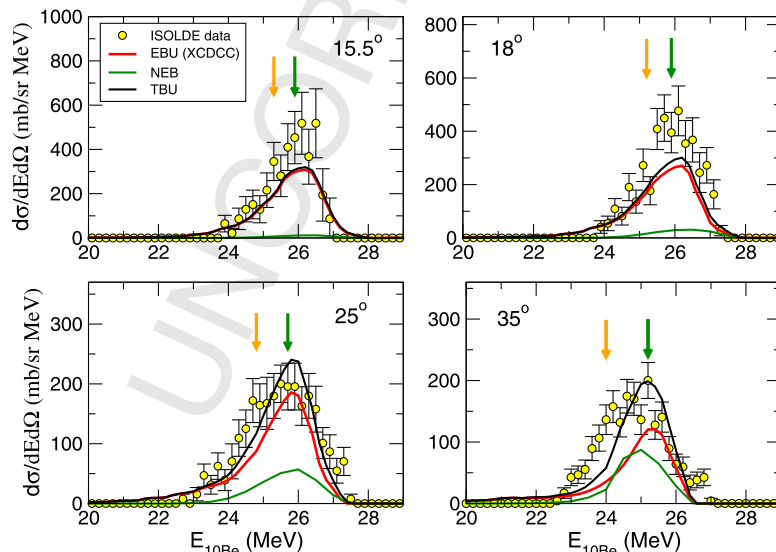 1000
800
600
400
200
0
dσ/dEdΩ (mb/sr MeV)
ISOLDE data
EBU (XCDCC)
NEB
TBU
15.5°
20 22 24 26 28
800
600
400
200
0
18°
20 22 24 26 28
300
200
100
0
dσ/dEdΩ (mb/sr MeV)
25°
20 22 24 26 28
E10Be (MeV)
300
200
100
0
35°
20 22 24 26 28
E10Be (MeV)
UNCOR